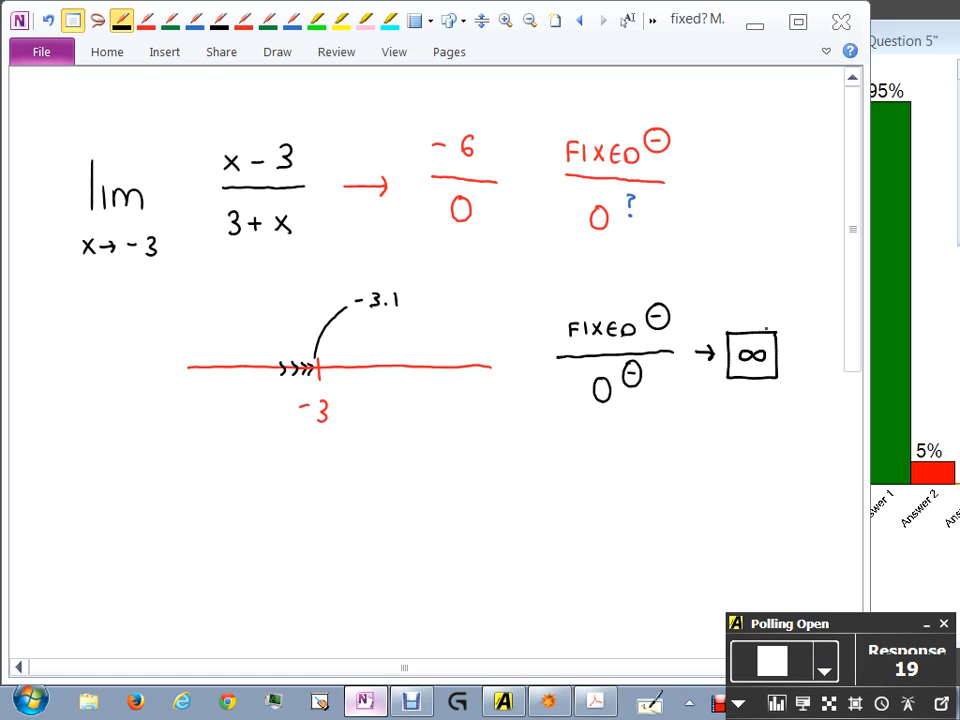 fixed? M.
Question 5"
File Home Insert Share Draw Review View Pages
95%
lim x→ -3
x - 3
3 + x
→
- 6
0
FIXED ⊖
0 ?
- 3.1
- 3
FIXED ⊖
0 ⊖
→ ∞
5%
swer 1
Answer 2
Polling Open
Response
19